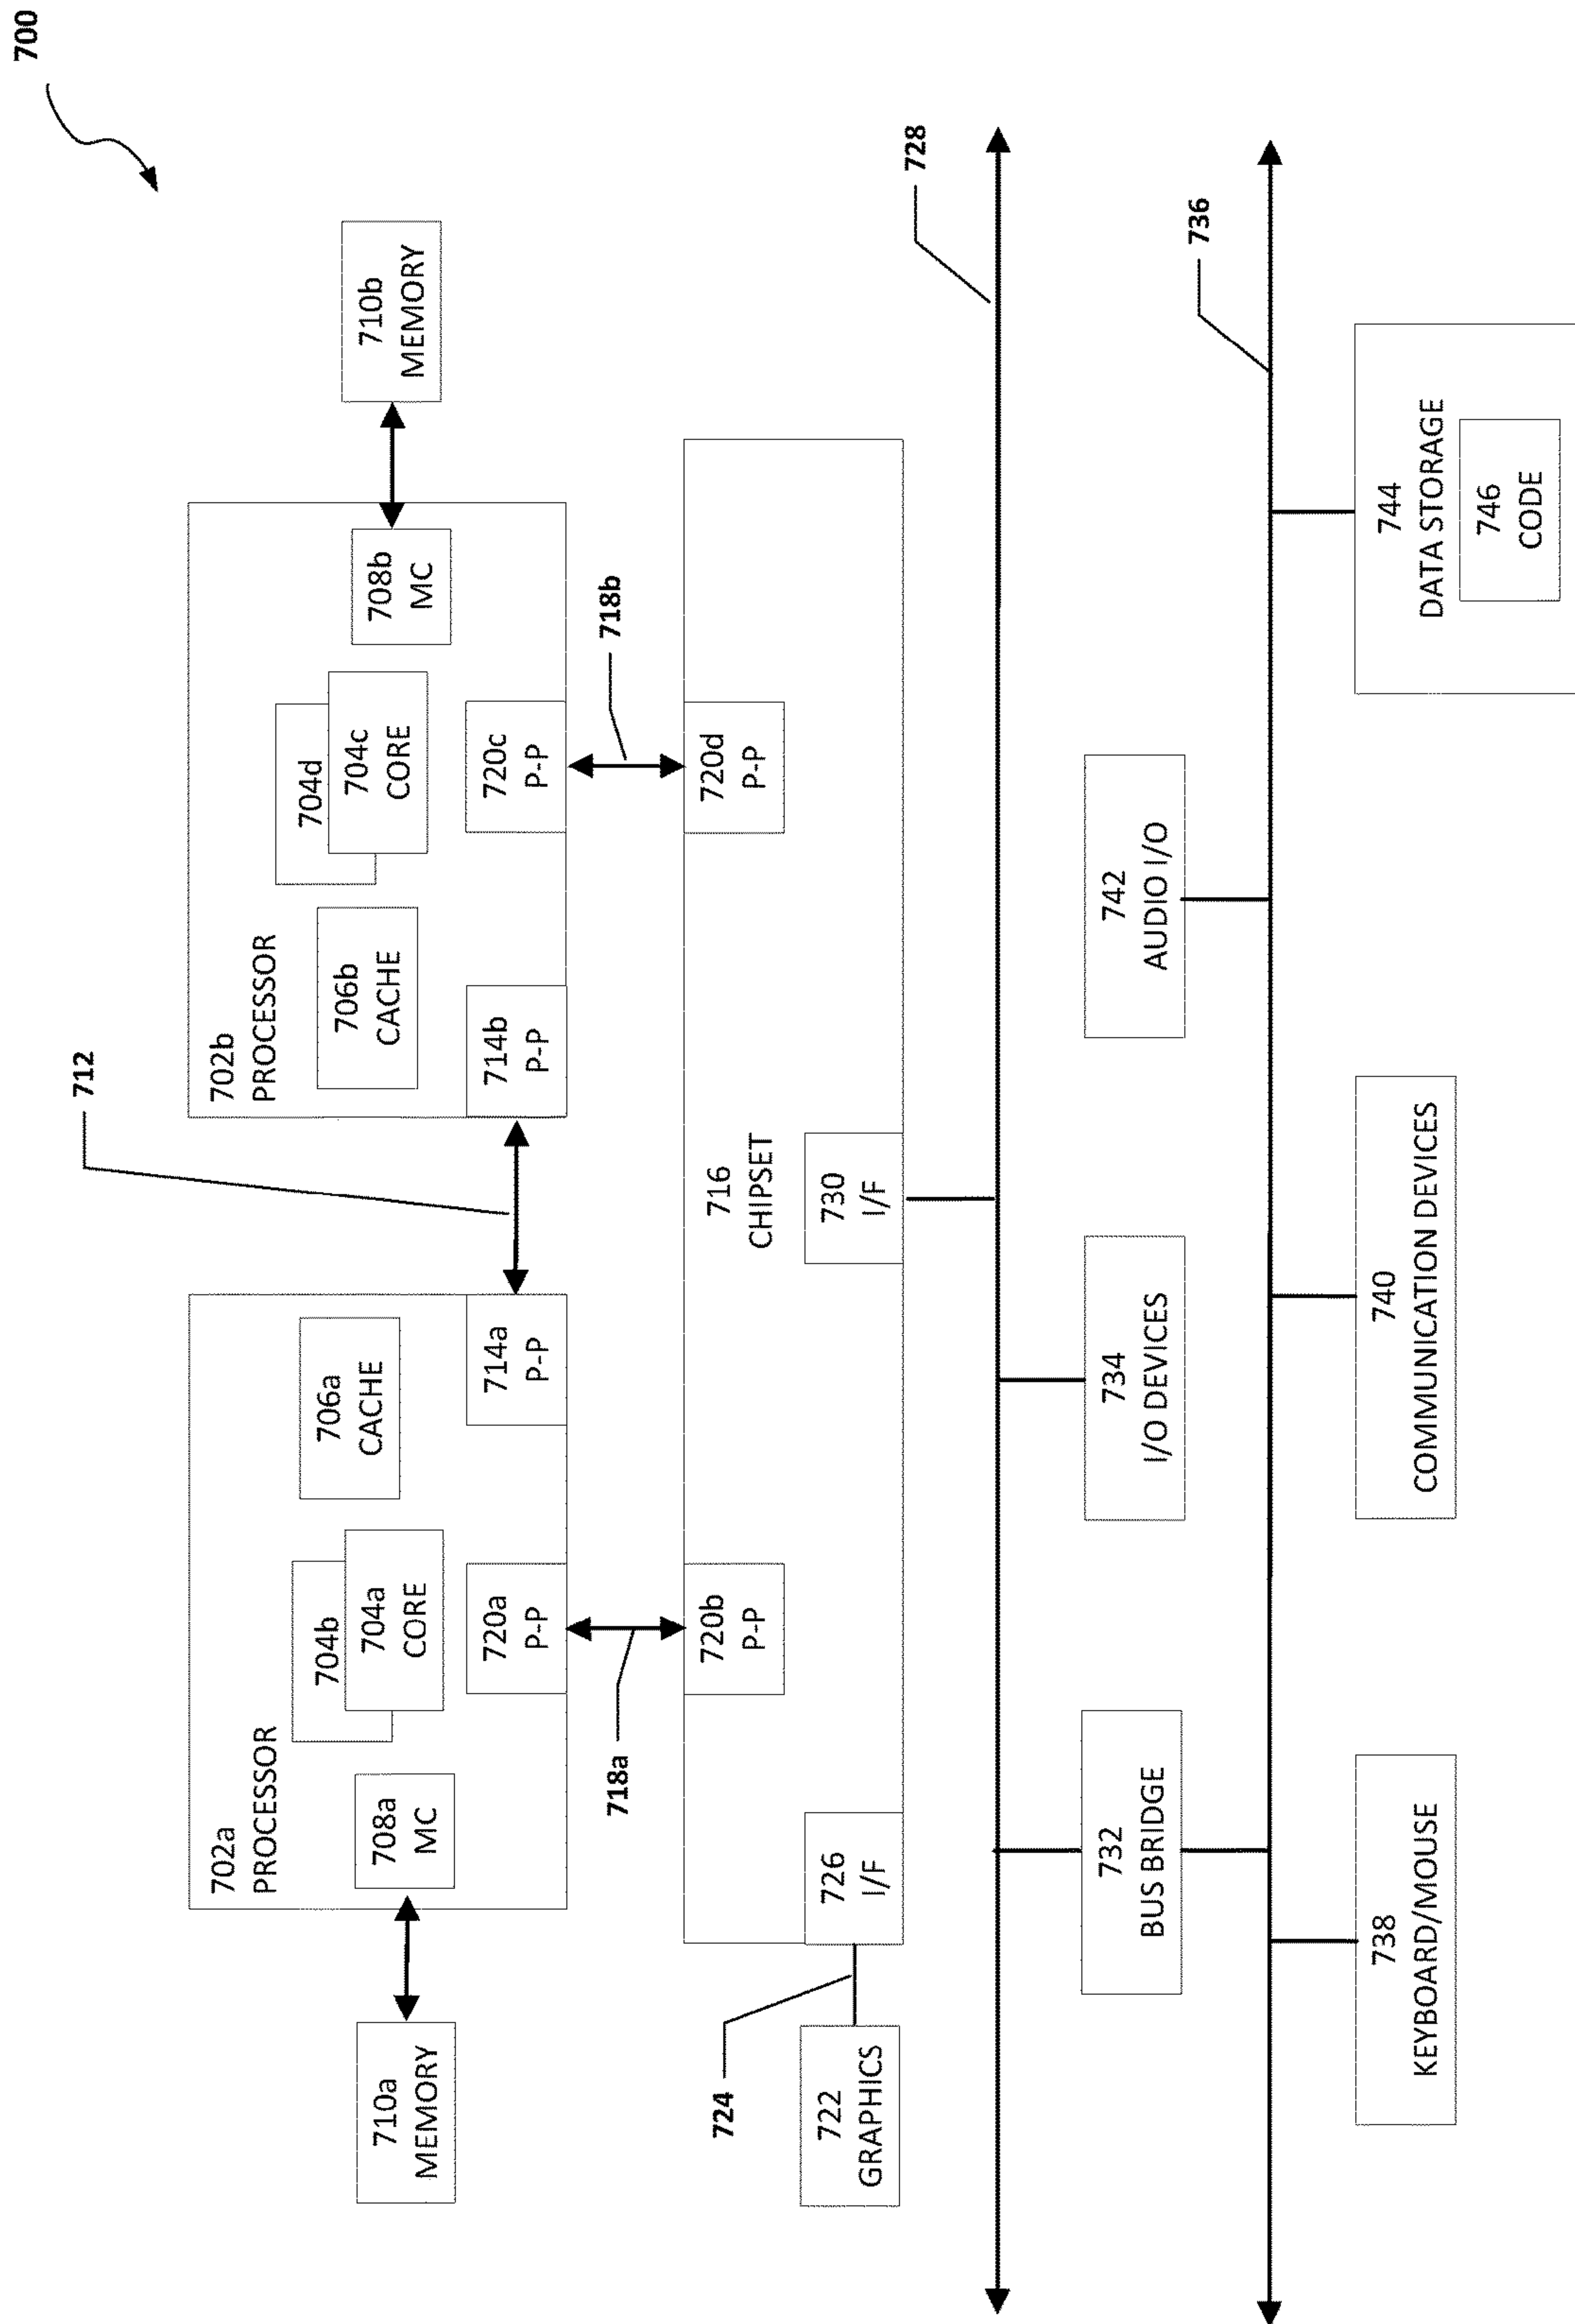 700
712
702a
PROCESSOR
704b
704a
CORE
706a
CACHE
708a
MC
720a
P-P
714a
P-P
710a
MEMORY
702b
PROCESSOR
706b
CACHE
704d
704c
CORE
708b
MC
714b
P-P
720c
P-P
710b
MEMORY
718a
718b
720b
P-P
716
CHIPSET
720d
P-P
726
I/F
730
I/F
724
722
GRAPHICS
728
732
BUS BRIDGE
734
I/O DEVICES
742
AUDIO I/O
736
738
KEYBOARD/MOUSE
740
COMMUNICATION DEVICES
744
DATA STORAGE
746
CODE